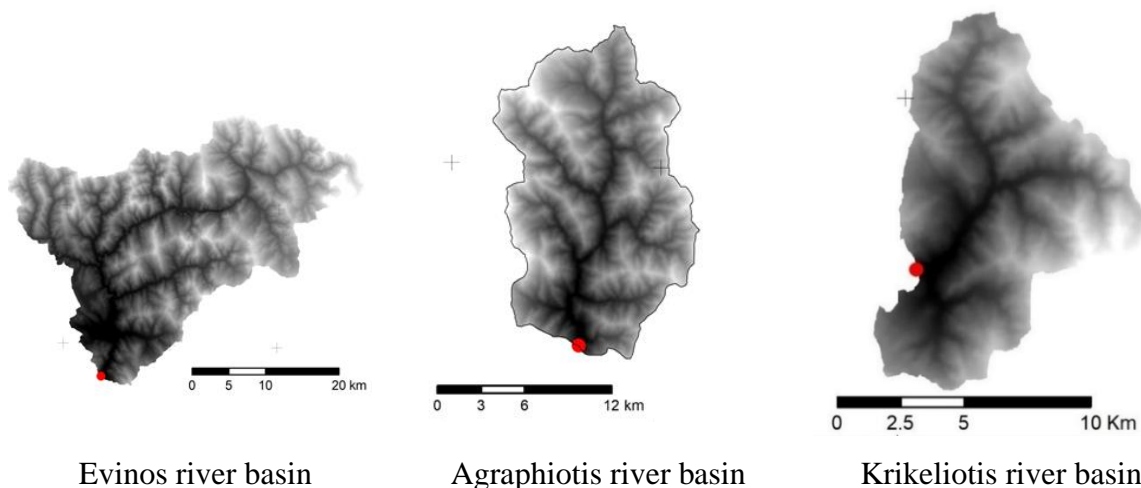 0 5 10 20 km
0 3 6 12 km
0 2.5 5 10 Km
Evinos river basin
Agraphiotis river basin
Krikeliotis river basin